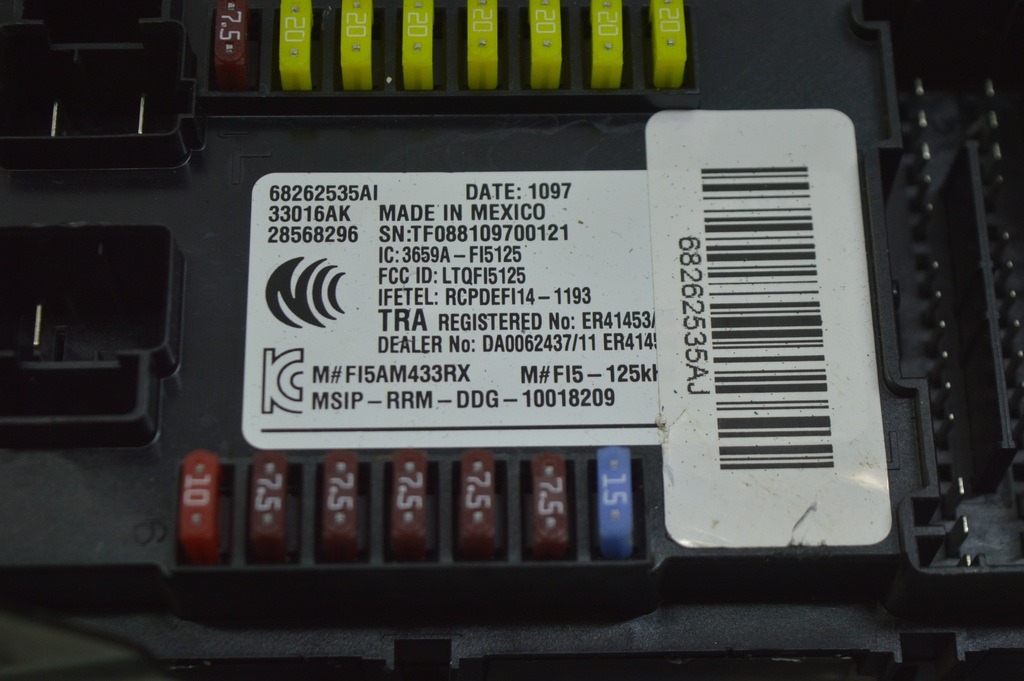 7.5
20
20
20
20
20
20
20
68262535AI DATE: 1097
33016AK MADE IN MEXICO
28568296 SN:TF088109700121
IC: 3659A-FI5125
FCC ID: LTQFI5125
IFETEL: RCPDEFI14-1193
TRA REGISTERED No: ER41453/
DEALER No: DA0062437/11 ER4145
M#FI5AM433RX M#FI5-125k
MSIP-RRM-DDG-10018209
68262535AJ
10
7.5
7.5
7.5
7.5
7.5
15